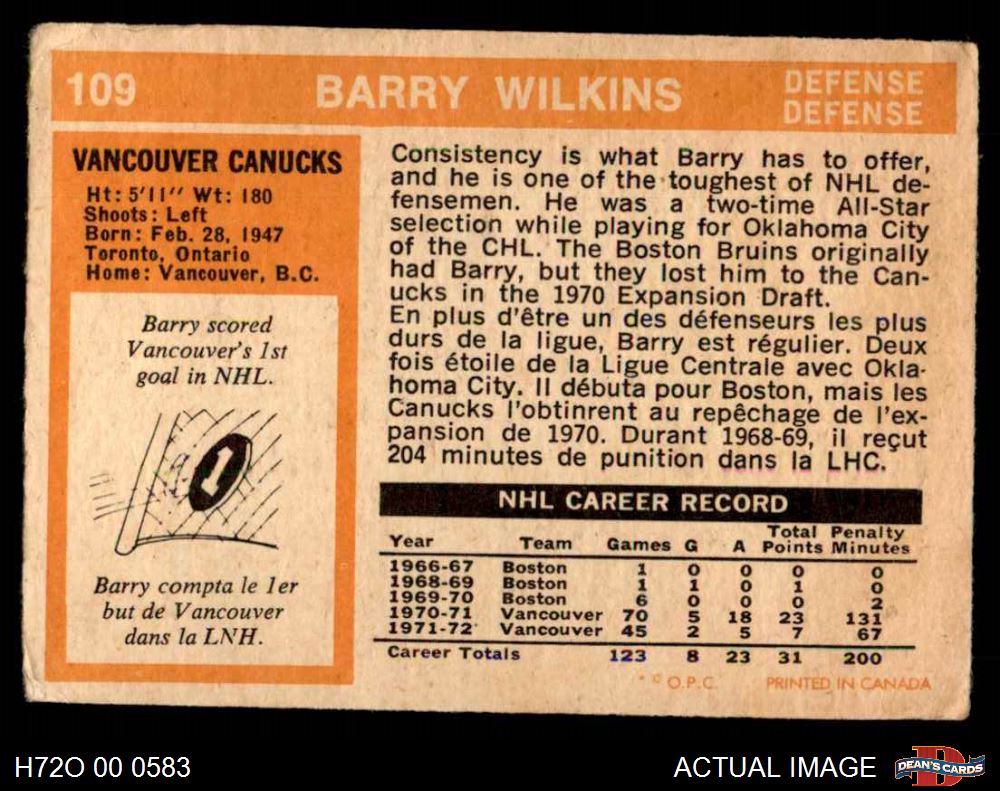 109 BARRY WILKINS DEFENSE
DEFENSE
VANCOUVER CANUCKS
Ht: 5'11" Wt: 180
Shoots: Left
Born: Feb. 28, 1947
Toronto, Ontario
Home: Vancouver, B.C.
Barry scored
Vancouver's 1st
goal in NHL.
1
Barry compta le 1er
but de Vancouver
dans la LNH.
Consistency is what Barry has to offer,
and he is one of the toughest of NHL de-
fensemen. He was a two-time All-Star
selection while playing for Oklahoma City
of the CHL. The Boston Bruins originally
had Barry, but they lost him to the Can-
ucks in the 1970 Expansion Draft.
En plus d'être un des défenseurs les plus
durs de la ligue, Barry est régulier. Deux
fois étoile de la Ligue Centrale avec Okla-
homa City. Il débuta pour Boston, mais les
Canucks l'obtinrent au repêchage de l'ex-
pansion de 1970. Durant 1968-69, il reçut
204 minutes de punition dans la LHC.
NHL CAREER RECORD
Year Team Games G A Total Points Penalty Minutes
1966-67 Boston 1 0 0 0 0
1968-69 Boston 1 1 0 1 0
1969-70 Boston 6 0 0 0 2
1970-71 Vancouver 70 5 18 23 131
1971-72 Vancouver 45 2 5 7 67
Career Totals 123 8 23 31 200
© O.P.C. PRINTED IN CANADA
H72O 00 0583 ACTUAL IMAGE DEAN'S CARDS